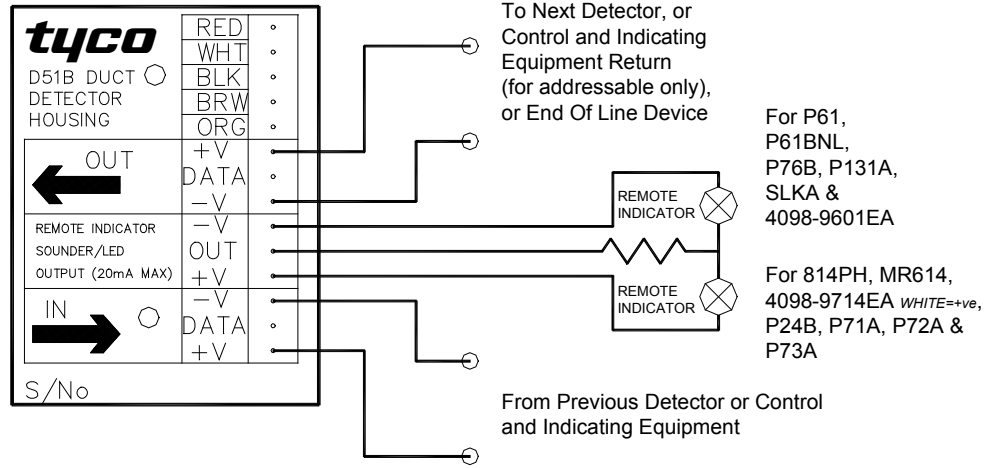 tyco
D51B DUCT
DETECTOR
HOUSING
RED
WHT
BLK
BRW
ORG
OUT
+V
DATA
−V
REMOTE INDICATOR
SOUNDER/LED
OUTPUT (20mA MAX)
−V
OUT
+V
IN
−V
DATA
+V
S/No
To Next Detector, or
Control and Indicating
Equipment Return
(for addressable only),
or End Of Line Device
REMOTE
INDICATOR
For P61,
P61BNL,
P76B, P131A,
SLKA &
4098-9601EA
REMOTE
INDICATOR
For 814PH, MR614,
4098-9714EA WHITE=+ve,
P24B, P71A, P72A &
P73A
From Previous Detector or Control
and Indicating Equipment